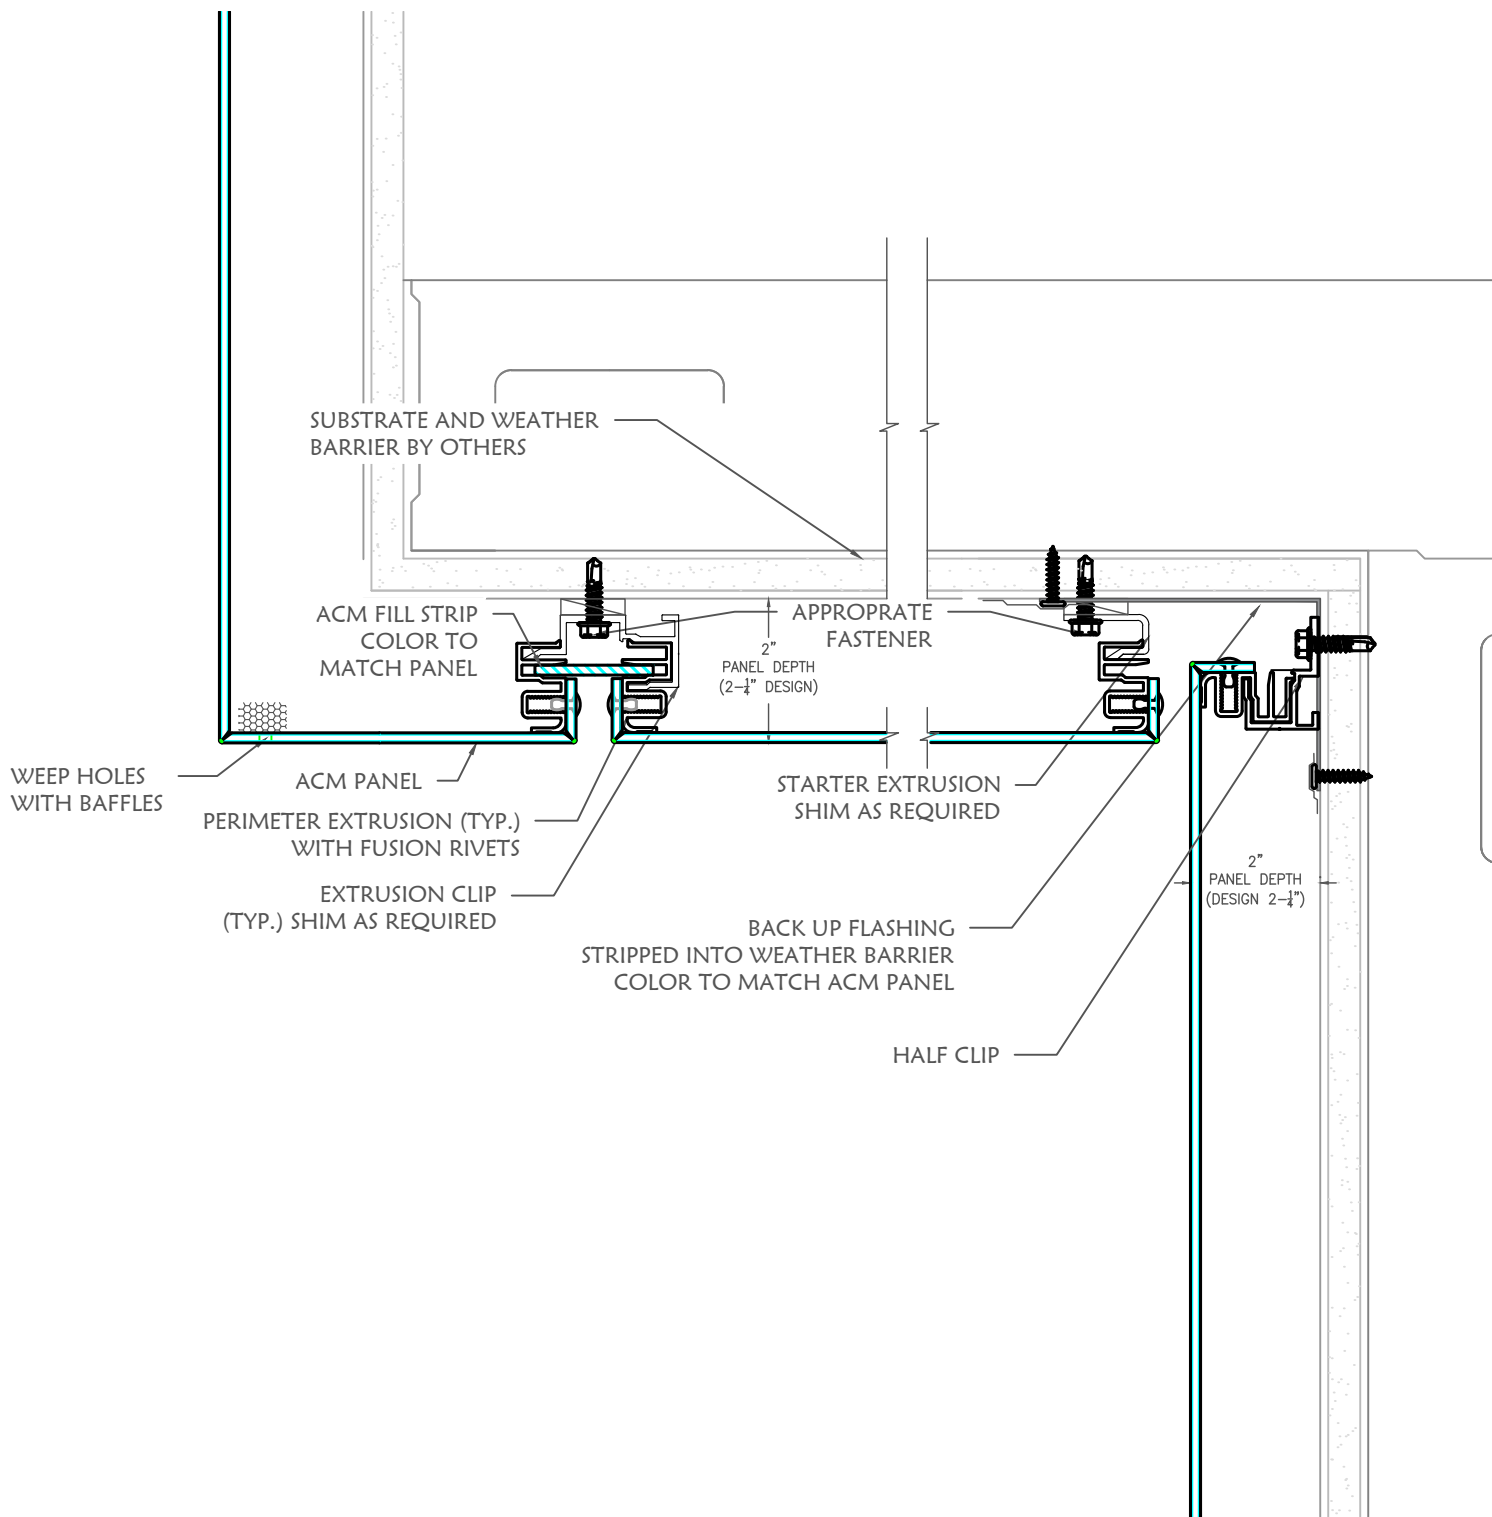 SUBSTRATE AND WEATHER
BARRIER BY OTHERS
ACM FILL STRIP
COLOR TO
MATCH PANEL
APPROPRATE
FASTENER
2"
PANEL DEPTH
(2-1/4" DESIGN)
WEEP HOLES
WITH BAFFLES
ACM PANEL
PERIMETER EXTRUSION (TYP.)
WITH FUSION RIVETS
EXTRUSION CLIP
(TYP.) SHIM AS REQUIRED
STARTER EXTRUSION
SHIM AS REQUIRED
2"
PANEL DEPTH
(DESIGN 2-1/4")
BACK UP FLASHING
STRIPPED INTO WEATHER BARRIER
COLOR TO MATCH ACM PANEL
HALF CLIP